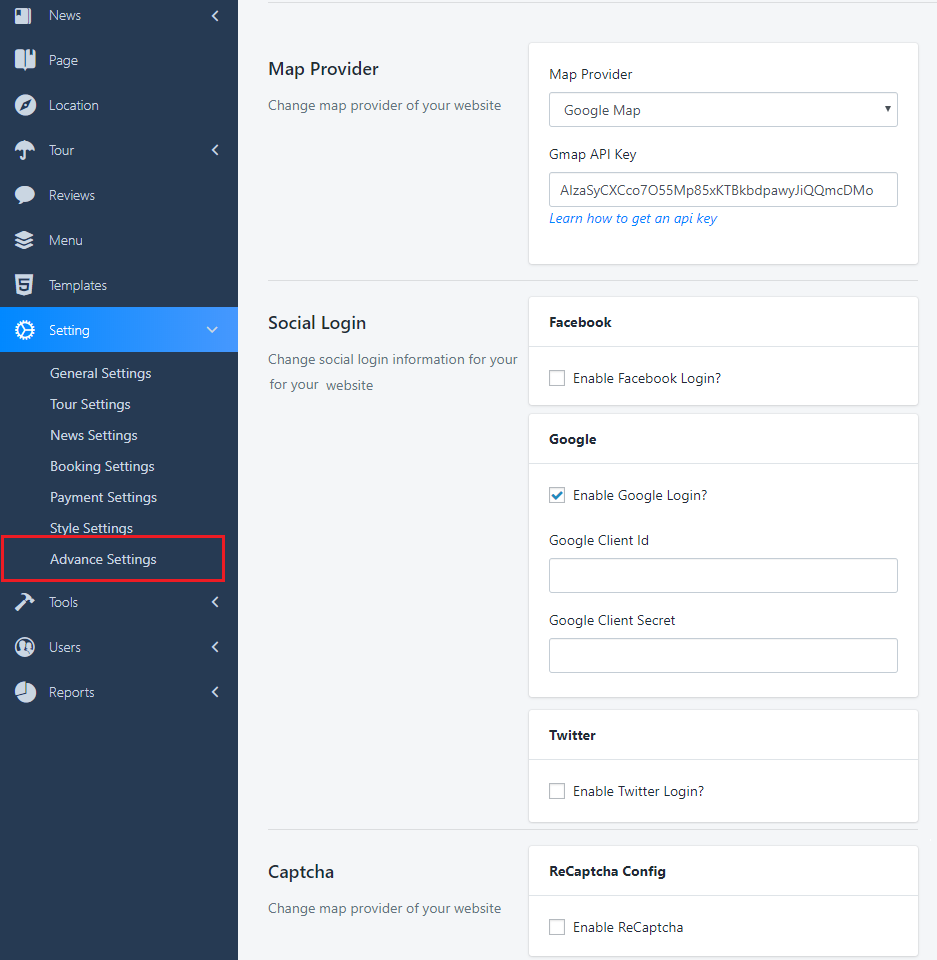 News
Page
Location
Tour
Reviews
Menu
Templates
Setting
General Settings
Tour Settings
News Settings
Booking Settings
Payment Settings
Style Settings
Advance Settings
Tools
Users
Reports
Map Provider
Change map provider of your website
Map Provider
Google Map
Gmap API Key
AIzaSyCXCco7O55Mp85xKTBkbdpawyJiQQmcDMo
Learn how to get an api key
Social Login
Change social login information for your
for your website
Facebook
Enable Facebook Login?
Google
Enable Google Login?
Google Client Id
Google Client Secret
Twitter
Enable Twitter Login?
Captcha
Change map provider of your website
ReCaptcha Config
Enable ReCaptcha